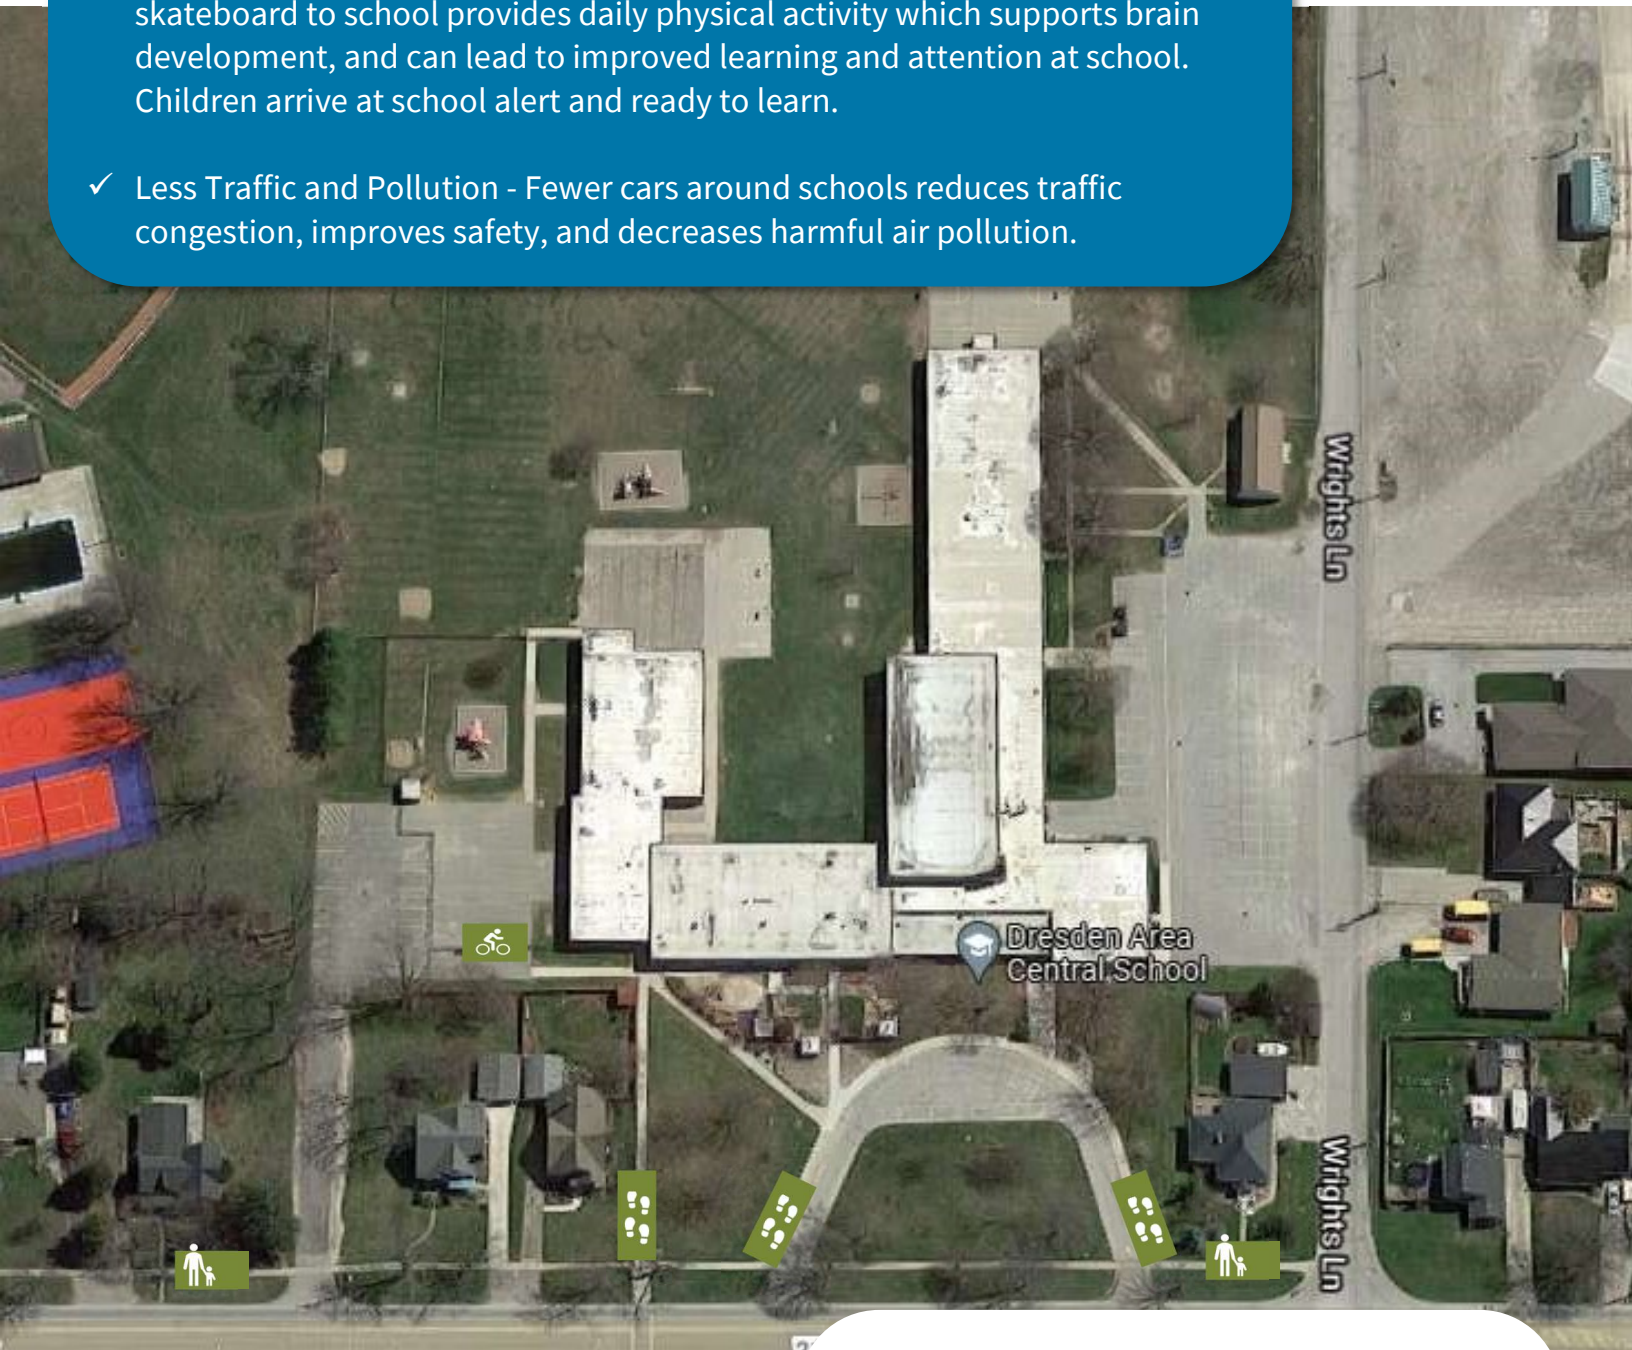 skateboard to school provides daily physical activity which supports brain
development, and can lead to improved learning and attention at school.
Children arrive at school alert and ready to learn.
✓ Less Traffic and Pollution - Fewer cars around schools reduces traffic
congestion, improves safety, and decreases harmful air pollution.
Wrights Ln
Dresden Area
Central School
Wrights Ln